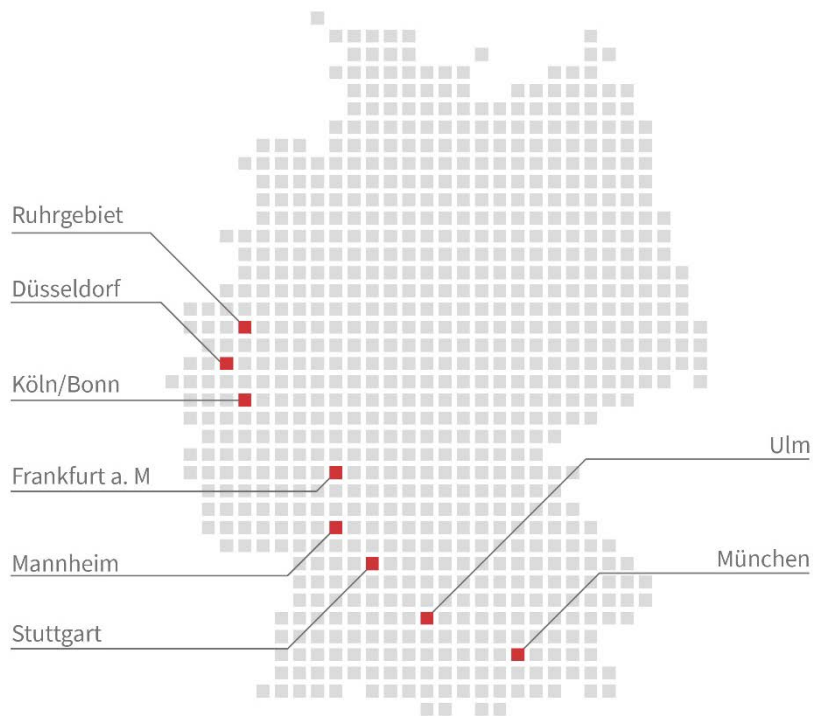 Ruhrgebiet
Düsseldorf
Köln/Bonn
Frankfurt a. M
Mannheim
Stuttgart
Ulm
München